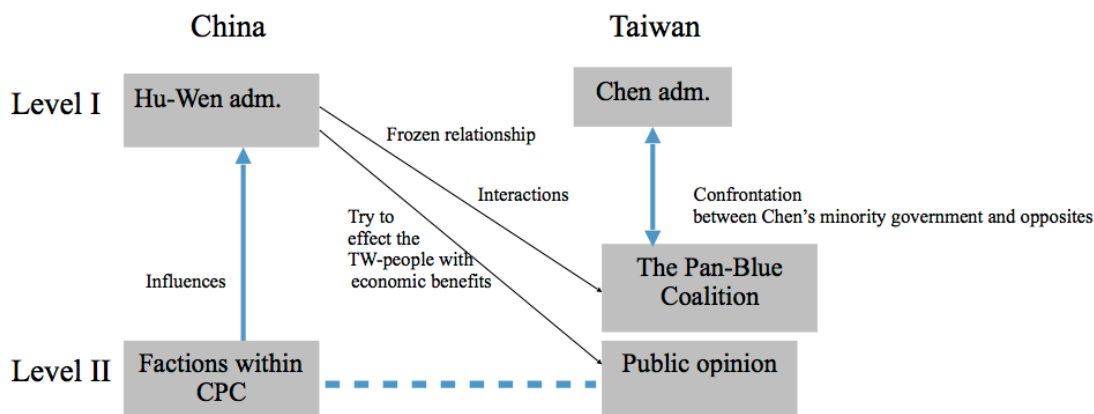 China
Taiwan
Level I
Hu-Wen adm.
Chen adm.
Frozen relationship
Interactions
Confrontation
between Chen's minority government and opposites
Try to
effect the
TW-people with
economic benefits
Influences
The Pan-Blue
Coalition
Level II
Factions within
CPC
Public opinion